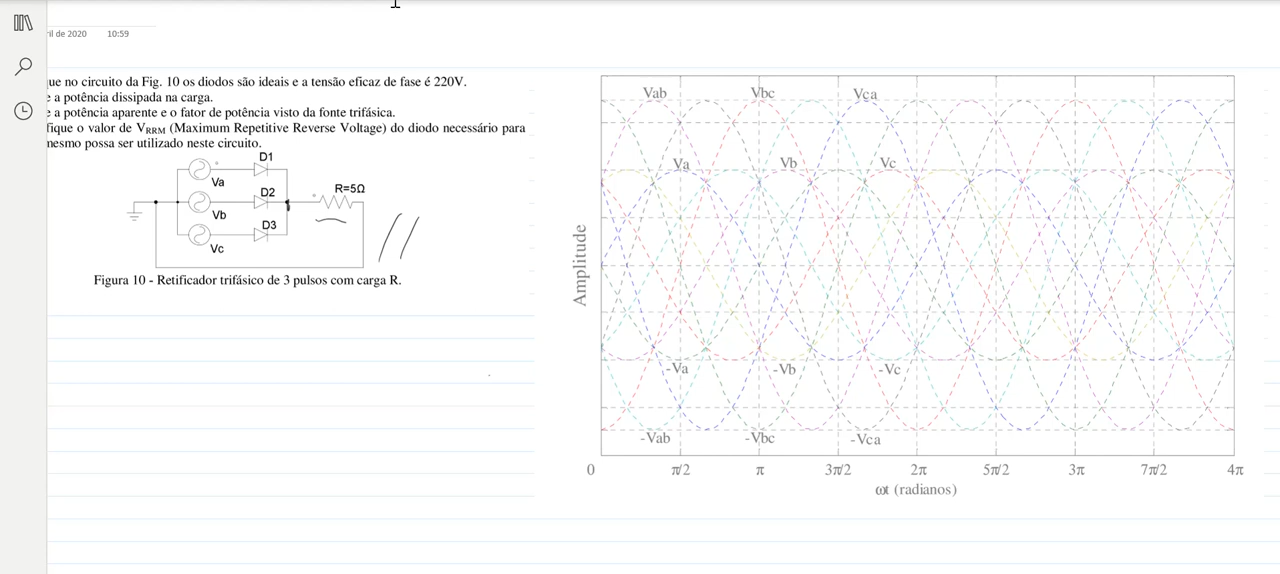 il de 2020 10:59
ue no circuito da Fig. 10 os diodos são ideais e a tensão eficaz de fase é 220V.
e a potência dissipada na carga.
e a potência aparente e o fator de potência visto da fonte trifásica.
fique o valor de VRRM (Maximum Repetitive Reverse Voltage) do diodo necessário para
mesmo possa ser utilizado neste circuito.
D1
Va
D2
R=5Ω
Vb
D3
Vc
Figura 10 - Retificador trifásico de 3 pulsos com carga R.
Vab Vbc Vca
Va Vb Vc
Amplitude
-Va -Vb -Vc
-Vab -Vbc -Vca
0 π/2 π 3π/2 2π 5π/2 3π 7π/2 4π
ωt (radianos)